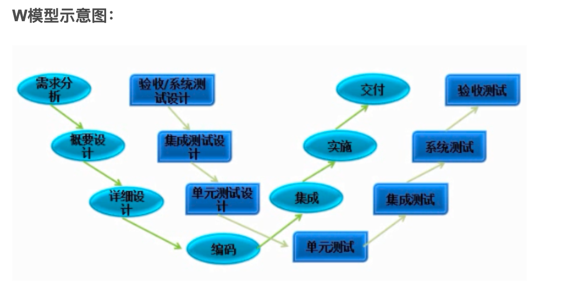 W模型示意图：
需求分
析
验收/系统测
试设计
交付
验收测试
概要设
计
集成测试设
计
实施
系统测试
详细设
计
单元测试设
计
集成
集成测试
编码
单元测试